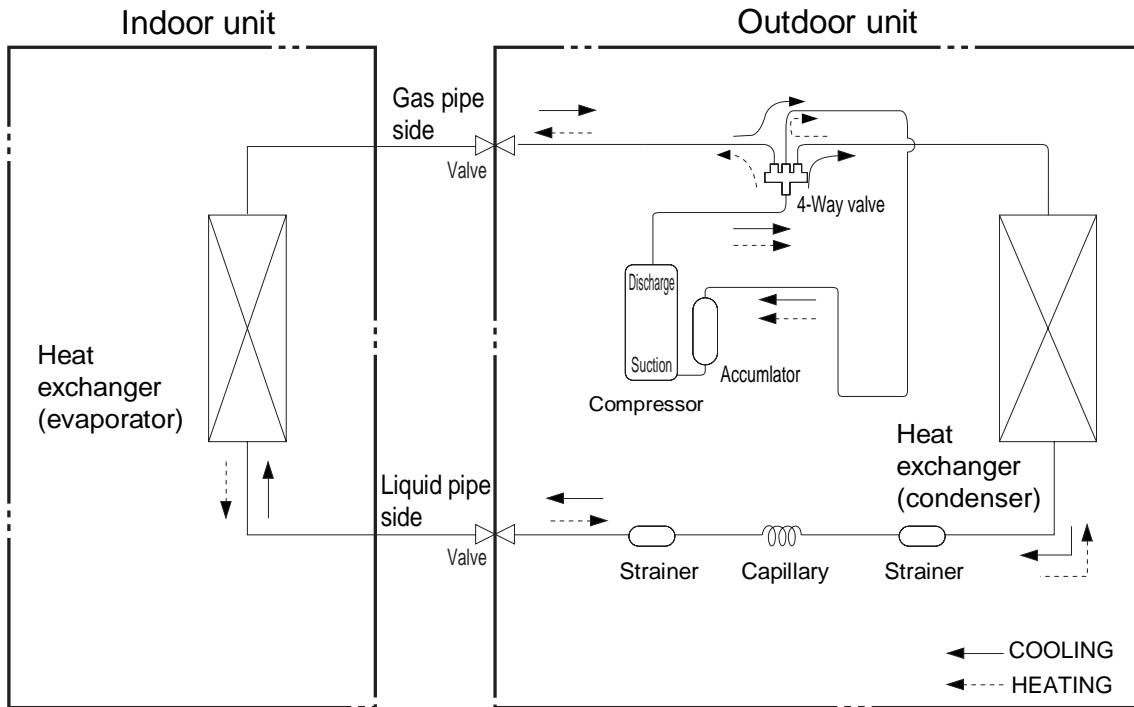 Indoor unit
Outdoor unit
Gas pipe
side
Valve
4-Way valve
Discharge
Suction
Accumlator
Compressor
Heat
exchanger
(evaporator)
Heat
exchanger
(condenser)
Liquid pipe
side
Valve
Strainer
Capillary
Strainer
COOLING
HEATING